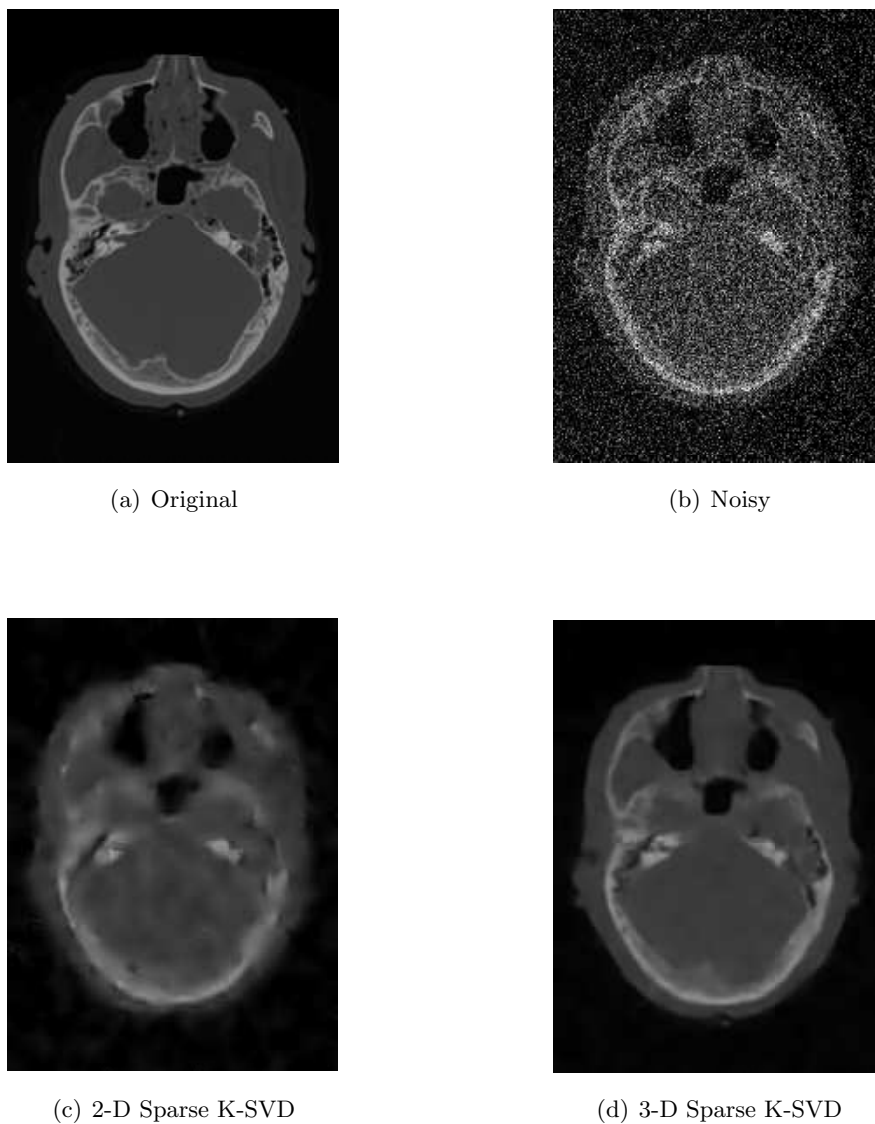 (a) Original
(b) Noisy
(c) 2-D Sparse K-SVD
(d) 3-D Sparse K-SVD